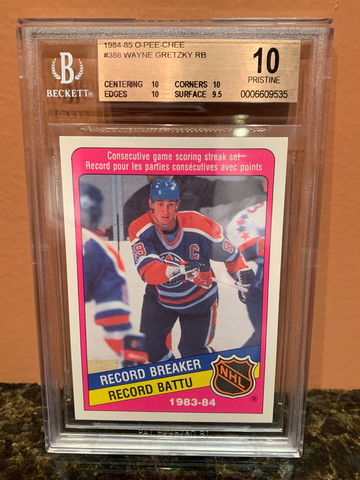 1984-85 O-PEE-CHEE
#388 WAYNE GRETZKY RB
10
PRISTINE
B
BECKETT
CENTERING 10 CORNERS 10
EDGES 10 SURFACE 9.5
0006609535
Consecutive game scoring streak set
Record pour les parties consécutives avec points
C
99
RECORD BREAKER
RECORD BATTU
NHL
1983-84